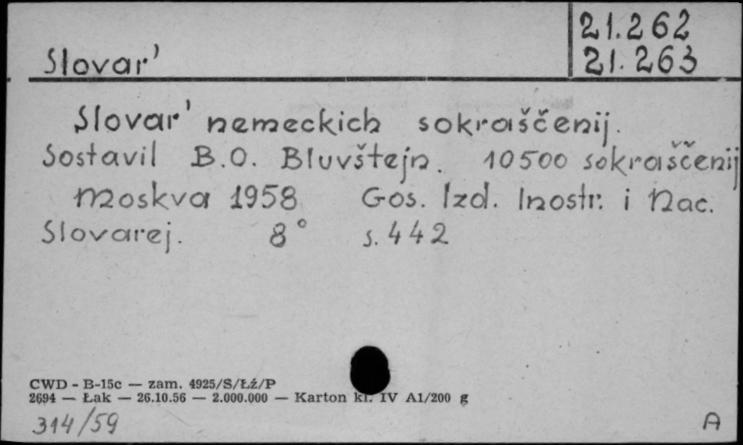 21.262
Slovar' 21.263
Slovar' nemeckich sokraščenij.
Sostavil B.O. Bluvštejn. 10500 sokraščenij
Moskva 1958 Gos. Izd. Inostr. i Nac.
Slovarej. 8° s. 442
CWD - B-15c — zam. 4925/S/Łź/P
2694 — Łak — 26.10.56 — 2.000.000 — Karton kl. IV A1/200 g
314/59 A